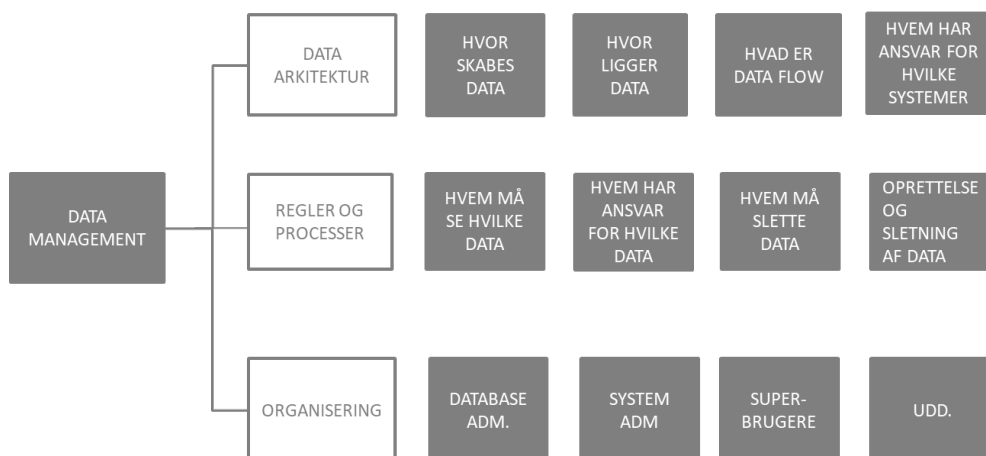 DATA
MANAGEMENT
DATA
ARKITEKTUR
HVOR
SKABES
DATA
HVOR
LIGGER
DATA
HVAD ER
DATA FLOW
HVEM HAR
ANSVAR FOR
HVILKE
SYSTEMER
REGLER OG
PROCESSER
HVEM MÅ
SE HVILKE
DATA
HVEM HAR
ANSVAR
FOR HVILKE
DATA
HVEM MÅ
SLETTE
DATA
OPRETTELSE
OG
SLETNING
AF DATA
ORGANISERING
DATABASE
ADM.
SYSTEM
ADM
SUPER-
BRUGERE
UDD.